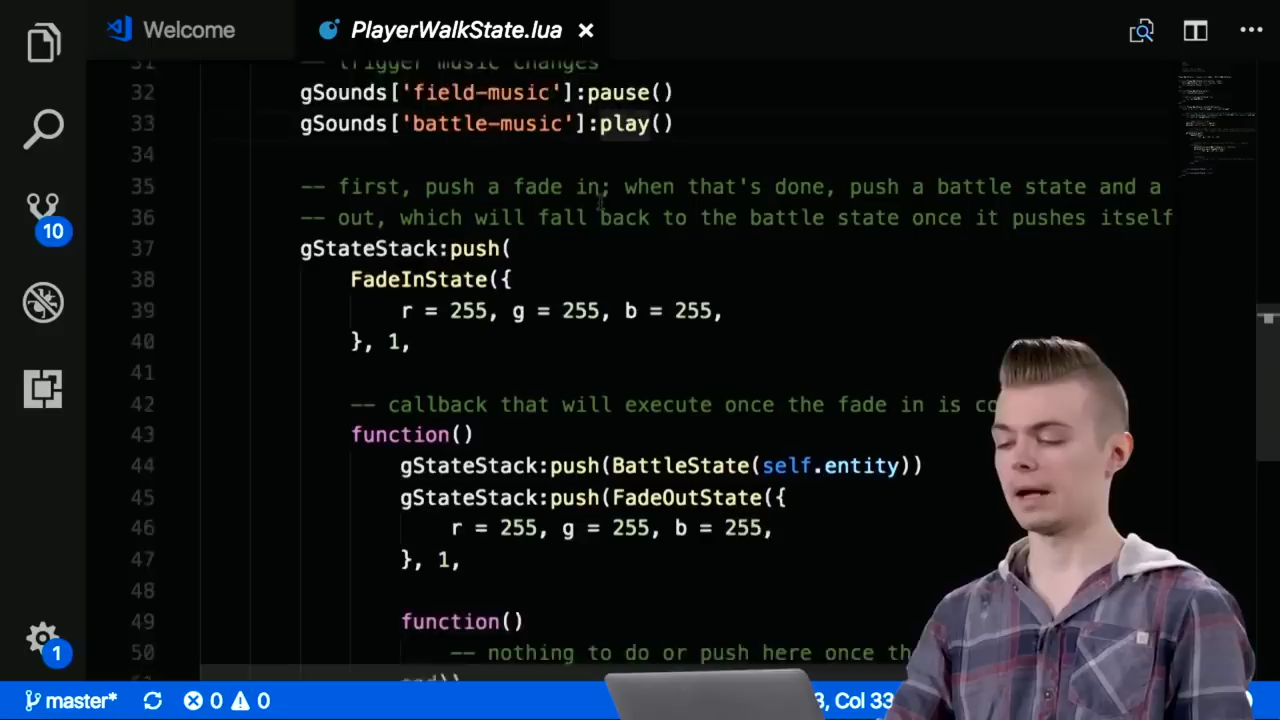 Welcome
PlayerWalkState.lua
31 -- trigger music changes
32 gSounds['field-music']:pause()
33 gSounds['battle-music']:play()
34
35 -- first, push a fade in; when that's done, push a battle state and a
36 -- out, which will fall back to the battle state once it pushes itself
37 gStateStack:push(
38 FadeInState({
39 r = 255, g = 255, b = 255,
40 }, 1,
41
42 -- callback that will execute once the fade in is
43 function()
44 gStateStack:push(BattleState(self.entity))
45 gStateStack:push(FadeOutState({
46 r = 255, g = 255, b = 255,
47 }, 1,
48
49 function()
50 -- nothing to do or push here once
10
1
master* 0 0
Col 33